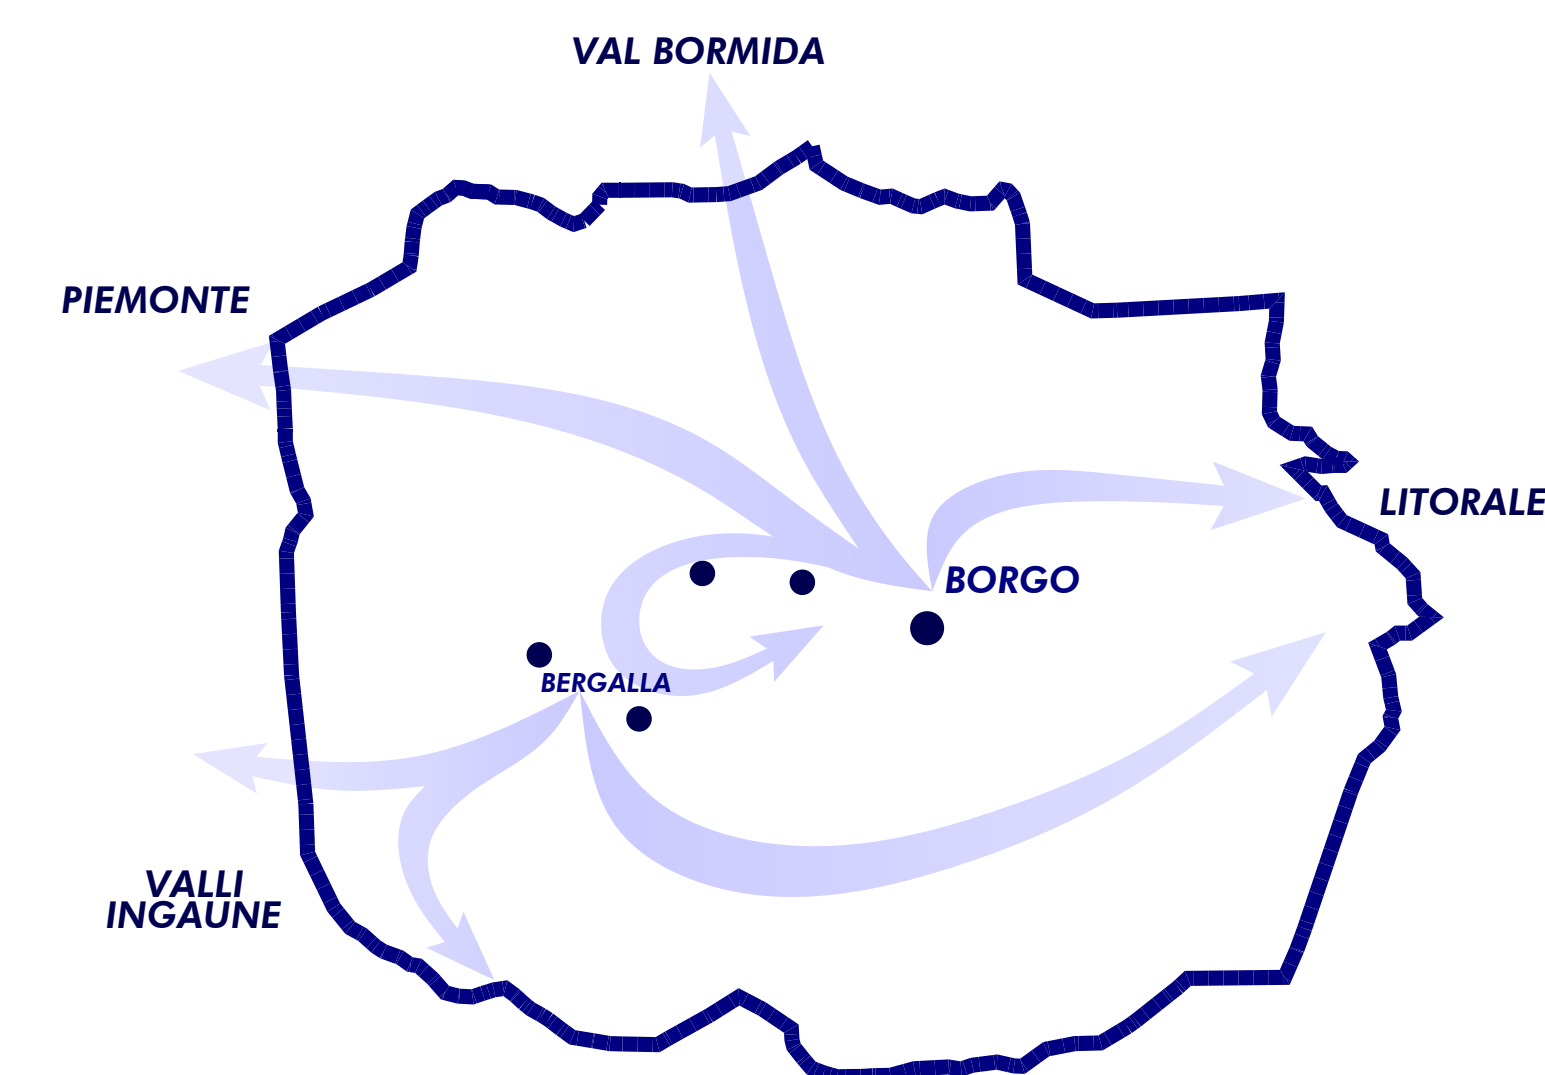 VAL BORMIDA
PIEMONTE
LITORALE
BORGO
BERGALLA
VALLI
INGAUNE